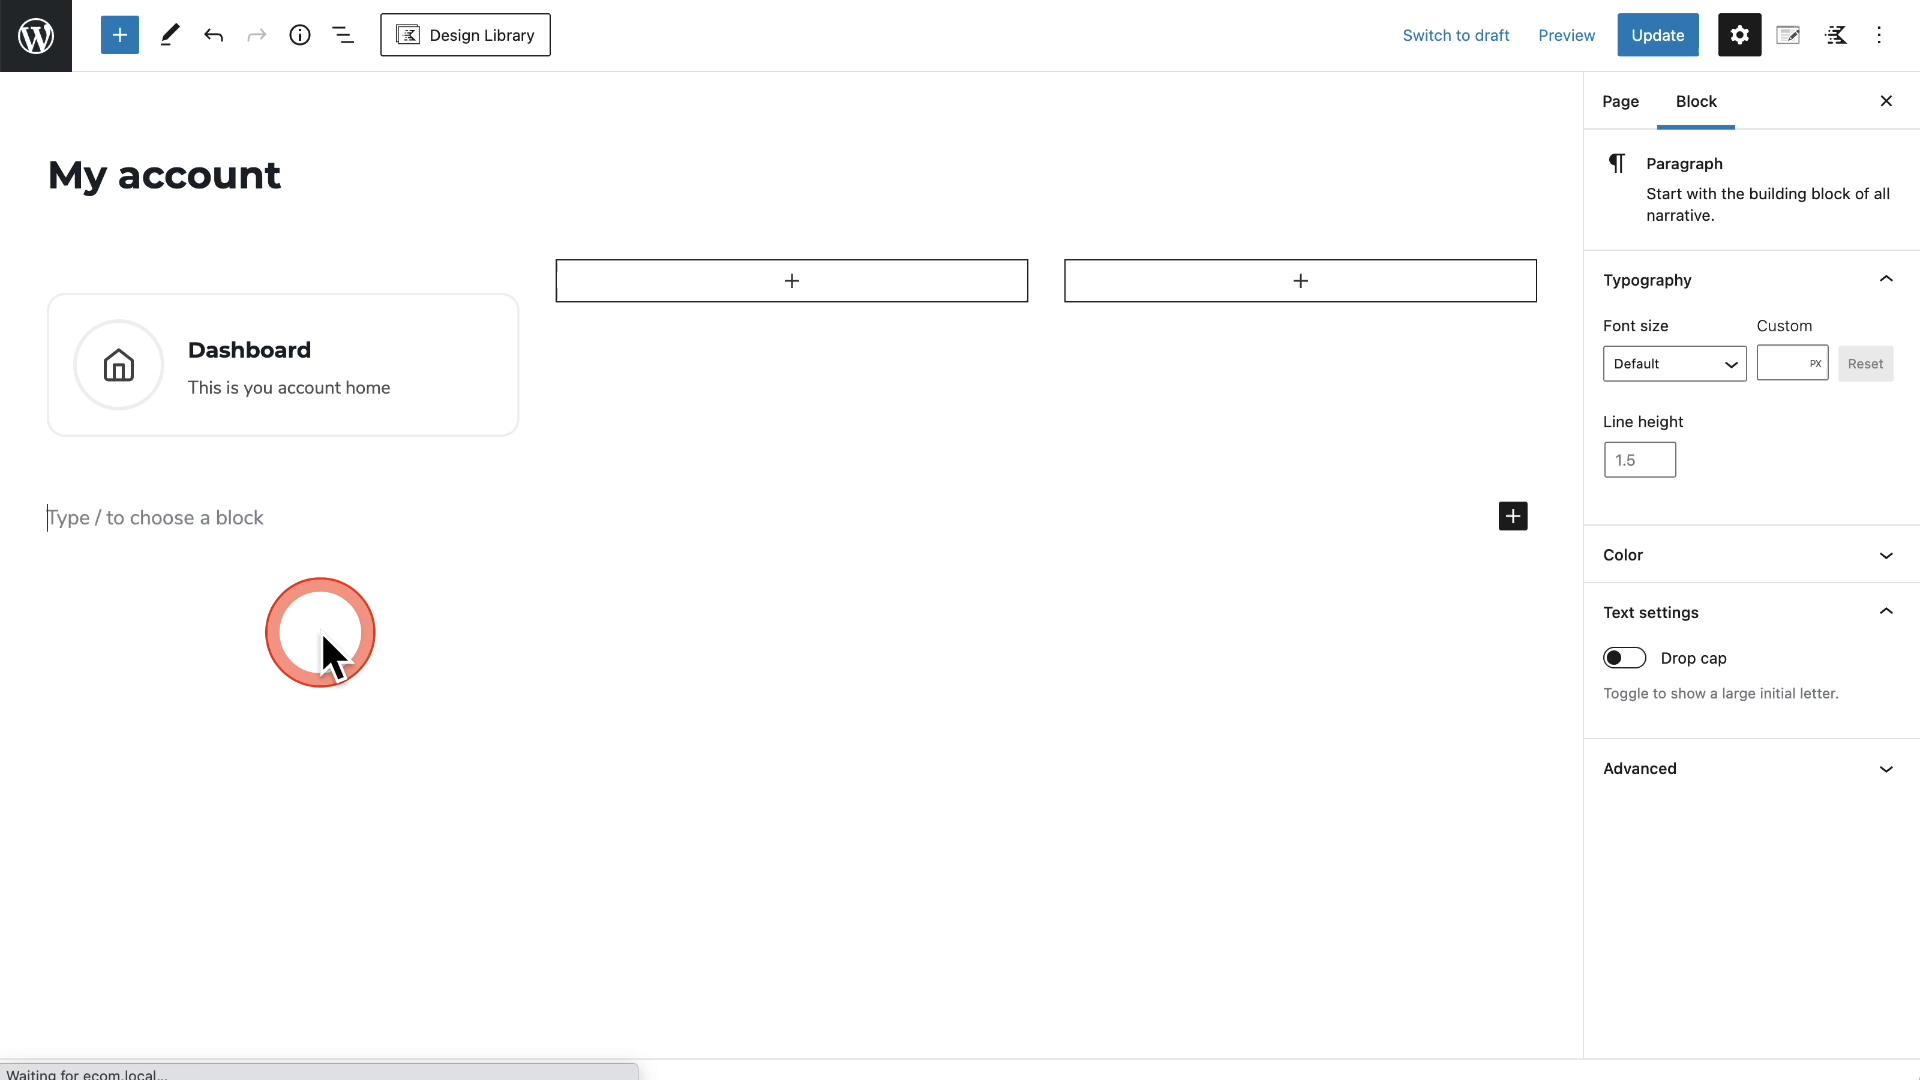 Design Library
Switch to draft
Preview
Update
Page
Block
My account
Paragraph
Start with the building block of all
narrative.
Typography
Font size
Custom
Default
PX
Reset
Line height
1.5
Dashboard
This is you account home
Type / to choose a block
Color
Text settings
Drop cap
Toggle to show a large initial letter.
Advanced
Waiting for ecom.local...